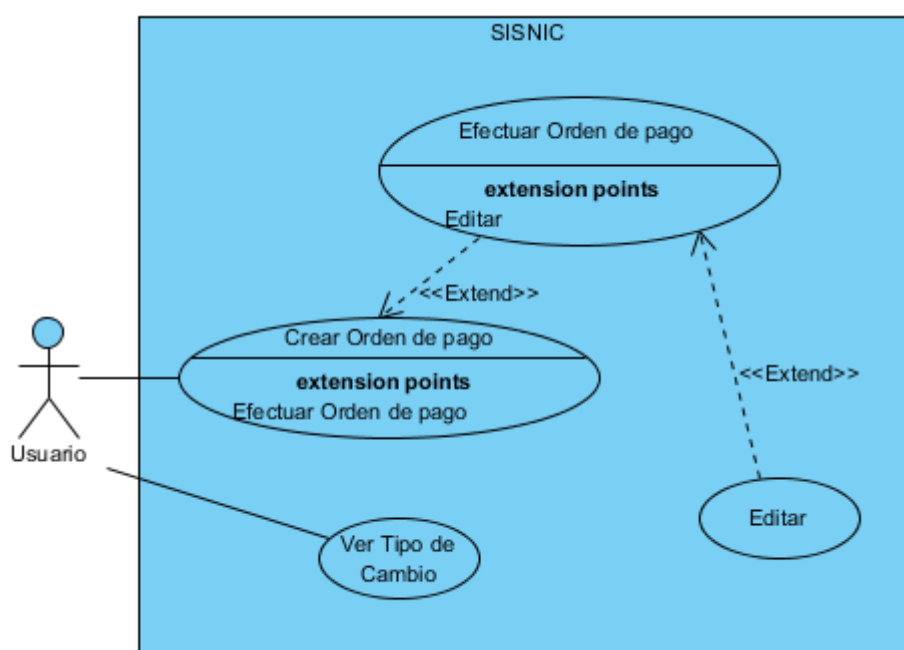 SISNIC
Efectuar Orden de pago
extension points
Editar
<<Extend>>
Crear Orden de pago
extension points
Efectuar Orden de pago
<<Extend>>
Usuario
Editar
Ver Tipo de
Cambio